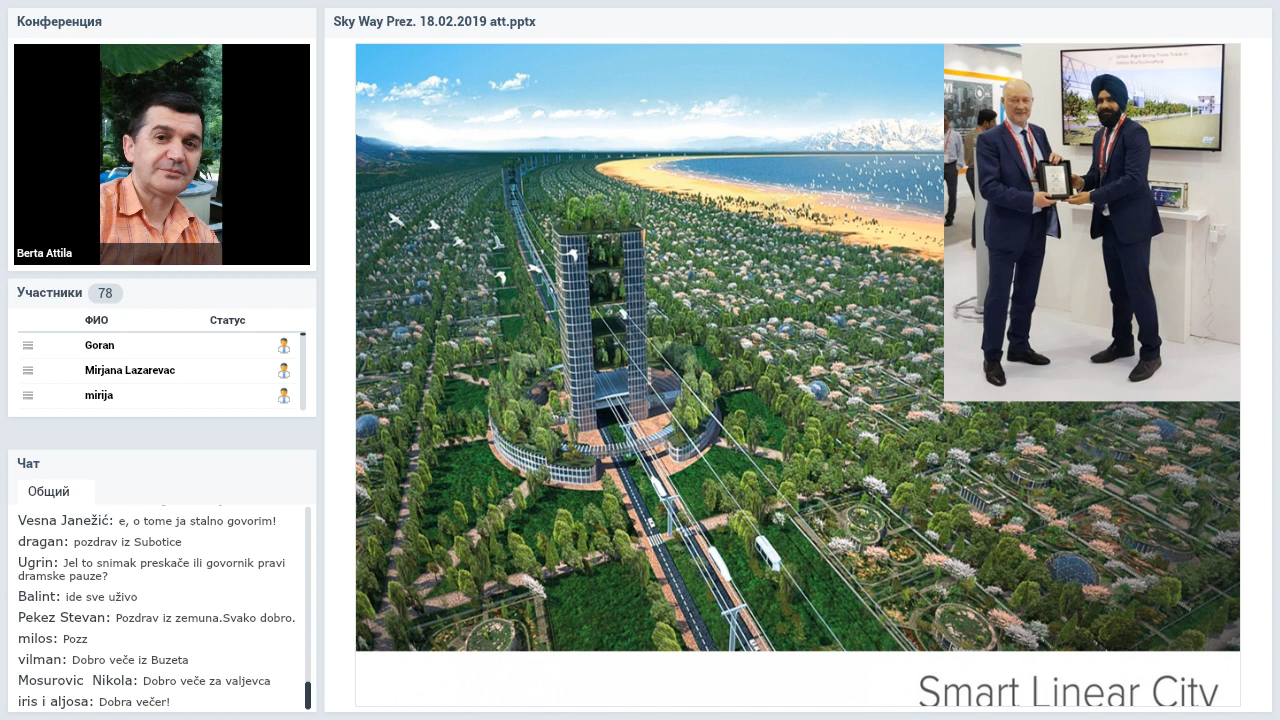 Конференция
Berta Attila
Участники 78
ФИО Статус
Goran
Mirjana Lazarevac
mirija
Чат
Общий
Vesna Janežić: e, o tome ja stalno govorim!
dragan: pozdrav iz Subotice
Ugrin: Jel to snimak preskače ili govornik pravi
dramske pauze?
Balint: ide sve uživo
Pekez Stevan: Pozdrav iz zemuna.Svako dobro.
milos: Pozz
vilman: Dobro veče iz Buzeta
Mosurovic Nikola: Dobro veče za valjevca
iris i aljosa: Dobra večer!
Sky Way Prez. 18.02.2019 att.pptx
Smart Linear City